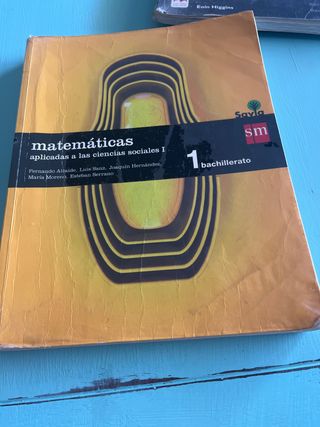 Eoin Higgins
Savia
sm
matemáticas
aplicadas a las ciencias sociales I
Fernando Alcaide, Luis Sanz, Joaquín Hernández,
María Moreno, Esteban Serrano
1 bachillerato